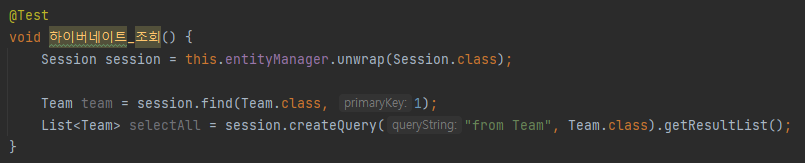 @Test
void 하이버네이트_조회() {
Session session = this.entityManager.unwrap(Session.class);
Team team = session.find(Team.class, primaryKey: 1);
List<Team> selectAll = session.createQuery( queryString: "from Team", Team.class).getResultList();
}